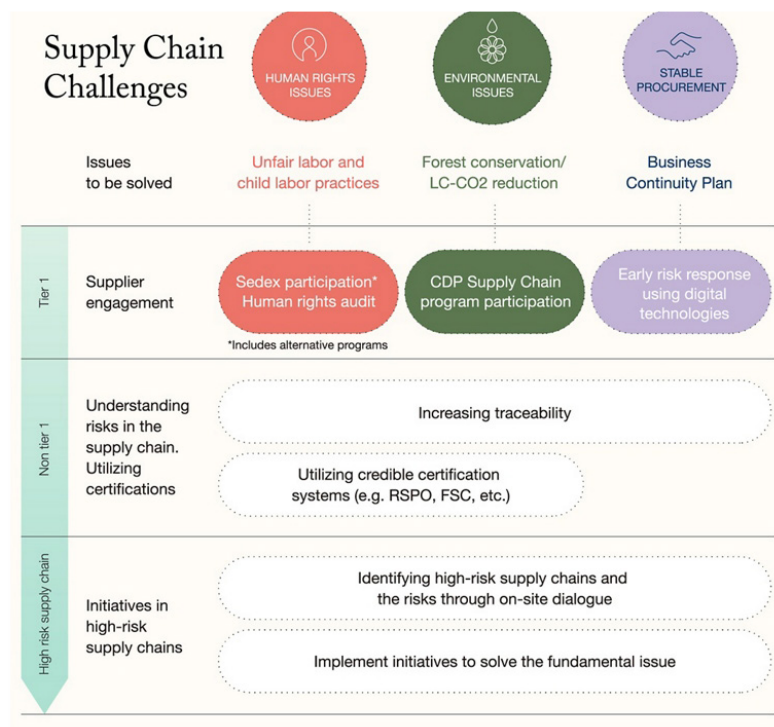 Supply Chain
Challenges
HUMAN RIGHTS
ISSUES
ENVIRONMENTAL
ISSUES
STABLE
PROCUREMENT
Issues
to be solved
Unfair labor and
child labor practices
Forest conservation/
LC-CO2 reduction
Business
Continuity Plan
Tier 1
Supplier
engagement
Sedex participation*
Human rights audit
*Includes alternative programs
CDP Supply Chain
program participation
Early risk response
using digital
technologies
Non tier 1
Understanding
risks in the
supply chain.
Utilizing
certifications
Increasing traceability
Utilizing credible certification
systems (e.g. RSPO, FSC, etc.)
High risk supply chain
Initiatives in
high-risk
supply chains
Identifying high-risk supply chains and
the risks through on-site dialogue
Implement initiatives to solve the fundamental issue